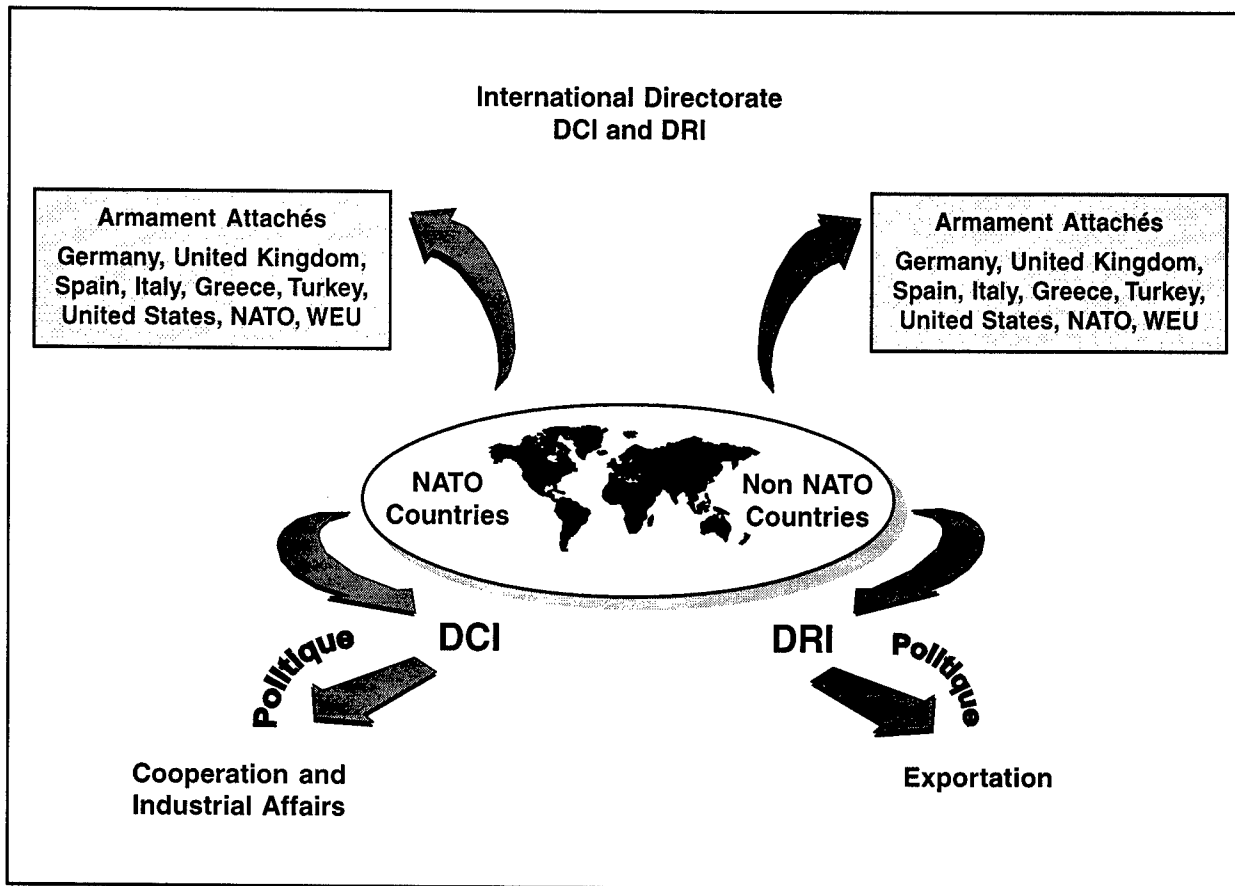 International Directorate
DCI and DRI
Armament Attachés
Germany, United Kingdom,
Spain, Italy, Greece, Turkey,
United States, NATO, WEU
Armament Attachés
Germany, United Kingdom,
Spain, Italy, Greece, Turkey,
United States, NATO, WEU
NATO
Countries
Non NATO
Countries
DCI
DRI
Politique
Politique
Cooperation and
Industrial Affairs
Exportation